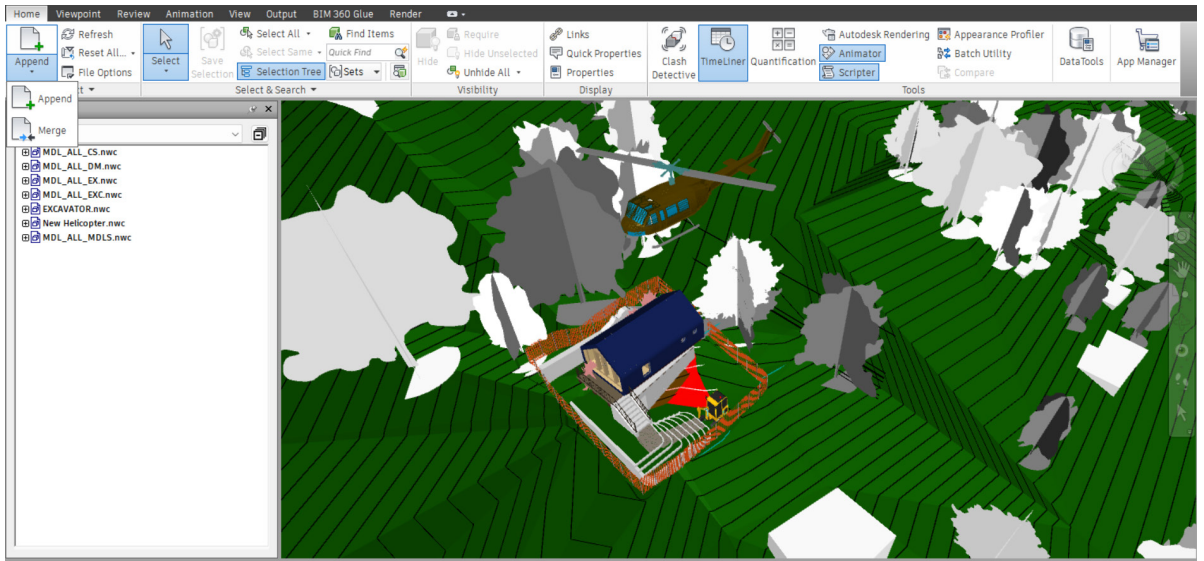 Home Viewpoint Review Animation View Output BIM 360 Glue Render
Append
Refresh
Reset All...
File Options
Select
Save Selection
Select All
Select Same
Selection Tree
Find Items
Quick Find
Sets
Hide
Require
Hide Unselected
Unhide All
Links
Quick Properties
Properties
Clash Detective
TimeLiner
Quantification
Autodesk Rendering
Animator
Scripter
Appearance Profiler
Batch Utility
Compare
DataTools
App Manager
Select & Search
Visibility
Display
Tools
Append
Merge
MDL_ALL_CS.nwc
MDL_ALL_DM.nwc
MDL_ALL_EX.nwc
MDL_ALL_EXC.nwc
EXCAVATOR.nwc
New Helicopter.nwc
MDL_ALL_MDLS.nwc